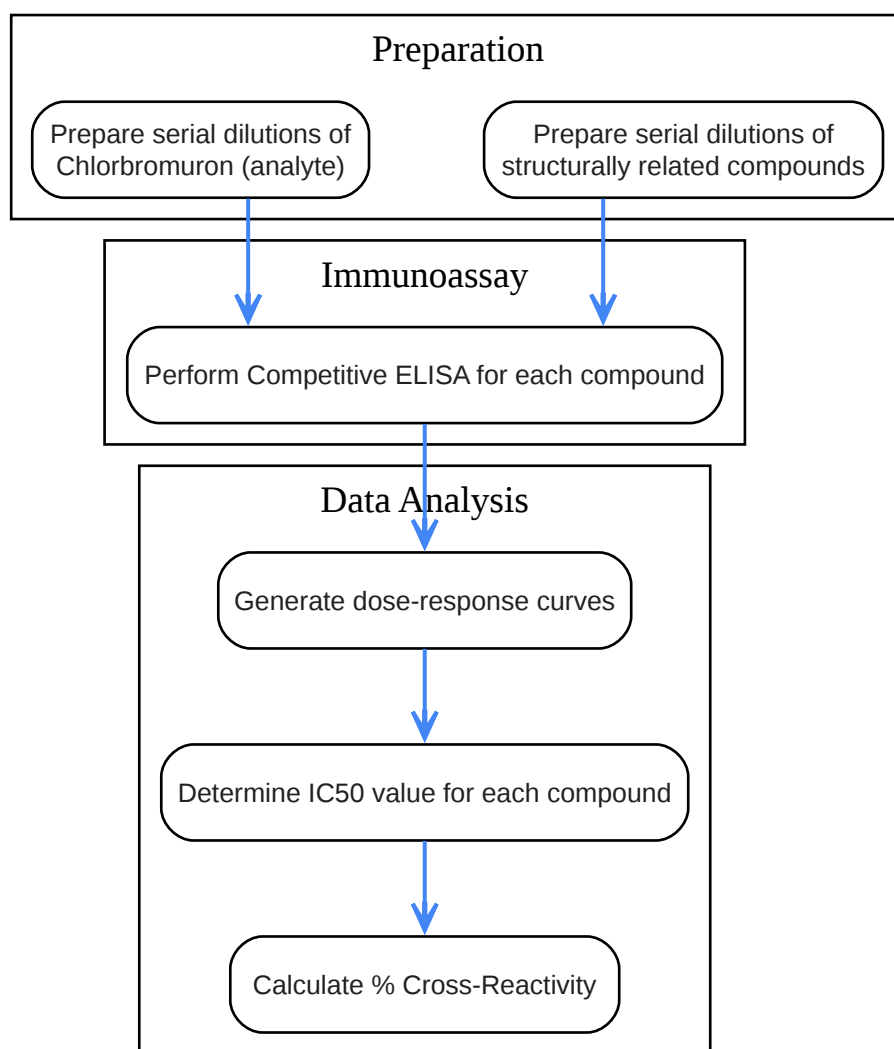 Preparation
Prepare serial dilutions of
Chlorbromuron (analyte)
Prepare serial dilutions of
structurally related compounds
Immunoassay
Perform Competitive ELISA for each compound
Data Analysis
Generate dose-response curves
Determine IC50 value for each compound
Calculate % Cross-Reactivity